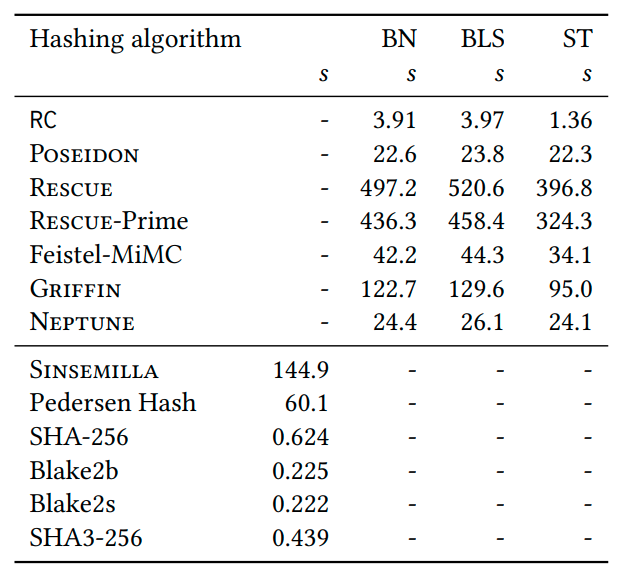 Hashing algorithm BN BLS ST
s s s s
RC - 3.91 3.97 1.36
POSEIDON - 22.6 23.8 22.3
RESCUE - 497.2 520.6 396.8
RESCUE-Prime - 436.3 458.4 324.3
Feistel-MiMC - 42.2 44.3 34.1
GRIFFIN - 122.7 129.6 95.0
NEPTUNE - 24.4 26.1 24.1
SINSEMILLA 144.9 - - -
Pedersen Hash 60.1 - - -
SHA-256 0.624 - - -
Blake2b 0.225 - - -
Blake2s 0.222 - - -
SHA3-256 0.439 - - -